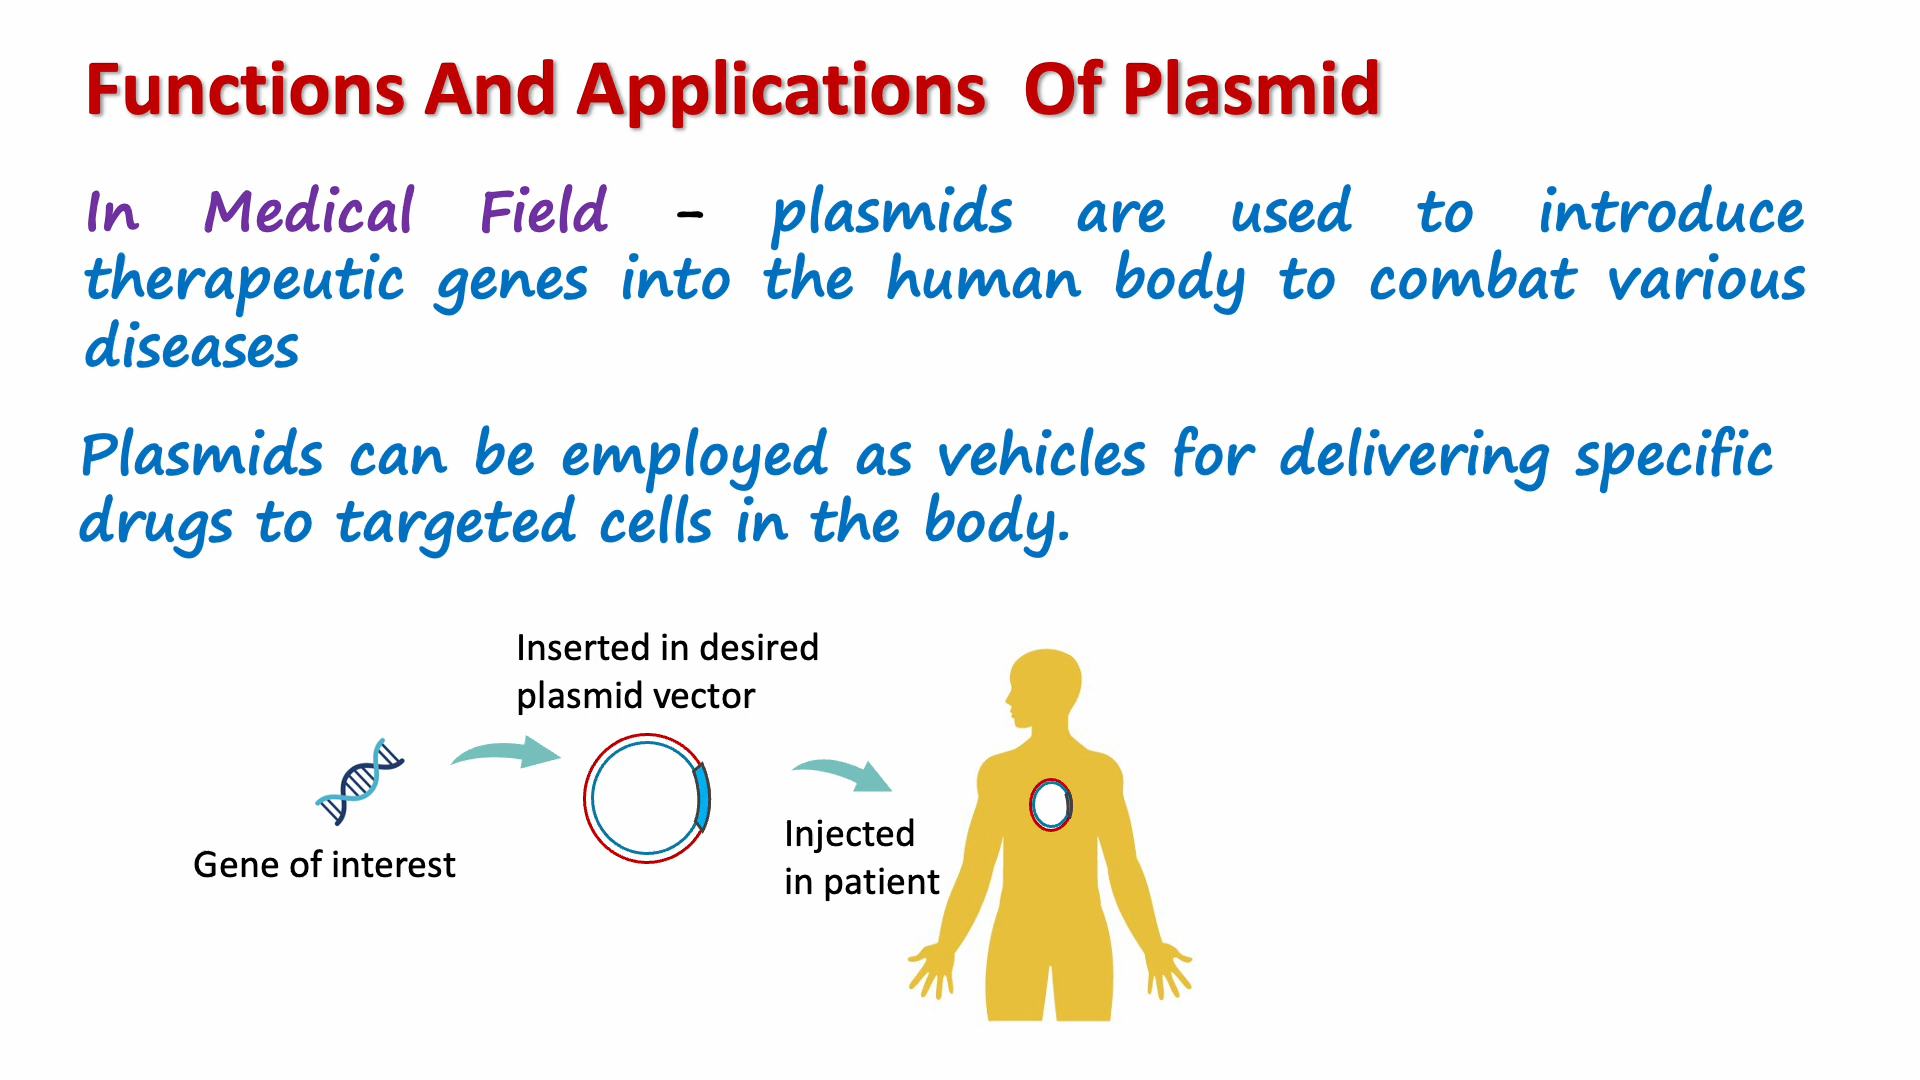 Functions And Applications Of Plasmid
In Medical Field – plasmids are used to introduce
therapeutic genes into the human body to combat various
diseases
Plasmids can be employed as vehicles for delivering specific
drugs to targeted cells in the body.
Inserted in desired
plasmid vector
Gene of interest
Injected
in patient